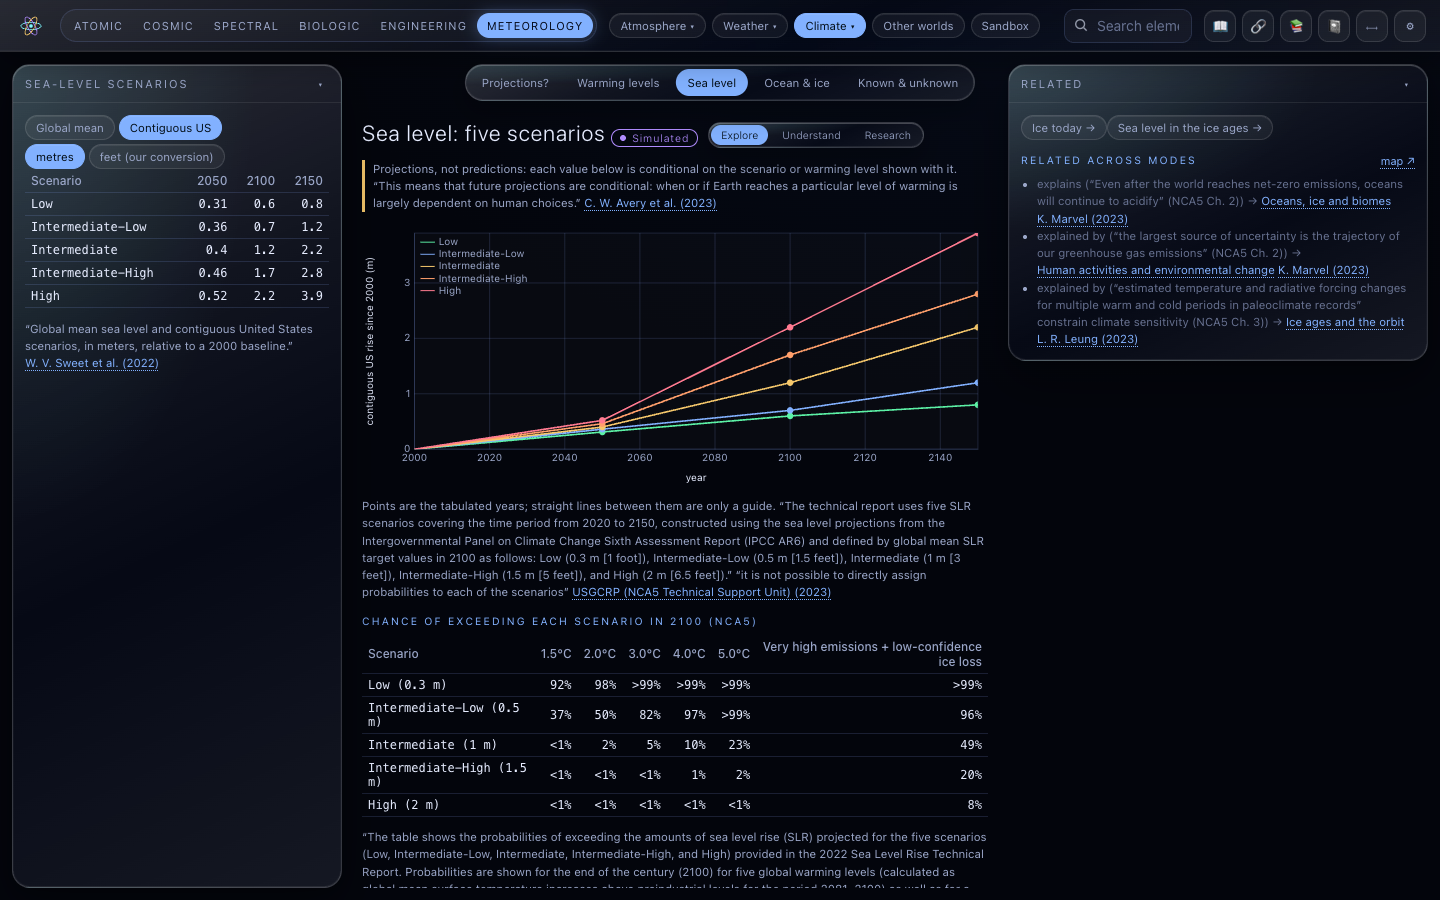 ATOMIC COSMIC SPECTRAL BIOLOGIC ENGINEERING METEOROLOGY Atmosphere ▾ Weather ▾ Climate ▾ Other worlds Sandbox Search eleme
SEA-LEVEL SCENARIOS ▾
Global mean Contiguous US
metres feet (our conversion)
Scenario 2050 2100 2150
Low 0.31 0.6 0.8
Intermediate-Low 0.36 0.7 1.2
Intermediate 0.4 1.2 2.2
Intermediate-High 0.46 1.7 2.8
High 0.52 2.2 3.9
“Global mean sea level and contiguous United States
scenarios, in meters, relative to a 2000 baseline.”
W. V. Sweet et al. (2022)
Projections? Warming levels Sea level Ocean & ice Known & unknown
Sea level: five scenarios Simulated Explore Understand Research
Projections, not predictions: each value below is conditional on the scenario or warming level shown with it.
“This means that future projections are conditional: when or if Earth reaches a particular level of warming is
largely dependent on human choices.” C. W. Avery et al. (2023)
Low
Intermediate-Low
Intermediate
Intermediate-High
High
contiguous US rise since 2000 (m)
3
2
1
0
2000 2020 2040 2060 2080 2100 2120 2140
year
Points are the tabulated years; straight lines between them are only a guide. “The technical report uses five SLR
scenarios covering the time period from 2020 to 2150, constructed using the sea level projections from the
Intergovernmental Panel on Climate Change Sixth Assessment Report (IPCC AR6) and defined by global mean SLR
target values in 2100 as follows: Low (0.3 m [1 foot]), Intermediate-Low (0.5 m [1.5 feet]), Intermediate (1 m [3
feet]), Intermediate-High (1.5 m [5 feet]), and High (2 m [6.5 feet]).” “it is not possible to directly assign
probabilities to each of the scenarios” USGCRP (NCA5 Technical Support Unit) (2023)
CHANCE OF EXCEEDING EACH SCENARIO IN 2100 (NCA5)
Scenario 1.5°C 2.0°C 3.0°C 4.0°C 5.0°C Very high emissions + low-confidence
ice loss
Low (0.3 m) 92% 98% >99% >99% >99% >99%
Intermediate-Low (0.5
m) 37% 50% 82% 97% >99% 96%
Intermediate (1 m) <1% 2% 5% 10% 23% 49%
Intermediate-High (1.5
m) <1% <1% <1% 1% 2% 20%
High (2 m) <1% <1% <1% <1% <1% 8%
“The table shows the probabilities of exceeding the amounts of sea level rise (SLR) projected for the five scenarios
(Low, Intermediate-Low, Intermediate, Intermediate-High, and High) provided in the 2022 Sea Level Rise Technical
Report. Probabilities are shown for the end of the century (2100) for five global warming levels (calculated as
global mean surface temperature increases above preindustrial levels for the period 2081–2100) as well as for a
RELATED ▾
Ice today → Sea level in the ice ages →
RELATED ACROSS MODES map ↗
• explains (“Even after the world reaches net-zero emissions, oceans
will continue to acidify” (NCA5 Ch. 2)) → Oceans, ice and biomes
K. Marvel (2023)
• explained by (“the largest source of uncertainty is the trajectory of
our greenhouse gas emissions” (NCA5 Ch. 2)) →
Human activities and environmental change K. Marvel (2023)
• explained by (“estimated temperature and radiative forcing changes
for multiple warm and cold periods in paleoclimate records”
constrain climate sensitivity (NCA5 Ch. 3)) → Ice ages and the orbit
L. R. Leung (2023)